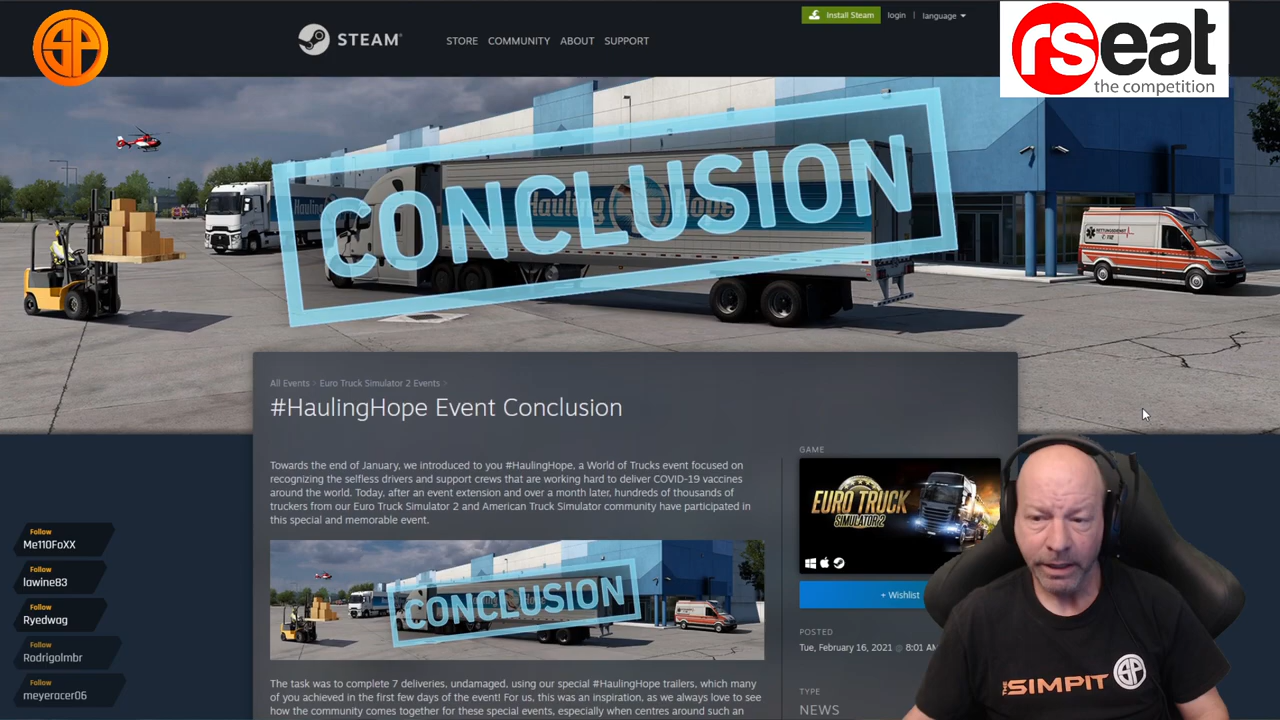 SP
STEAM®
STORE COMMUNITY ABOUT SUPPORT
Install Steam login language
rseat
the competition
CONCLUSION
Hauling Hope
Hauling
All Events > Euro Truck Simulator 2 Events >
#HaulingHope Event Conclusion
Towards the end of January, we introduced to you #HaulingHope, a World of Trucks event focused on
recognizing the selfless drivers and support crews that are working hard to deliver COVID-19 vaccines
around the world. Today, after an event extension and over a month later, hundreds of thousands of
truckers from our Euro Truck Simulator 2 and American Truck Simulator community have participated in
this special and memorable event.
CONCLUSION
The task was to complete 7 deliveries, undamaged, using our special #HaulingHope trailers, which many
of you achieved in the first few days of the event! For us, this was an inspiration, as we always love to see
how the community comes together for these special events, especially when centres around such an
GAME
EURO TRUCK
SIMULATOR 2
+ Wishlist
POSTED
Tue, February 16, 2021 @ 8:01 AM
TYPE
NEWS
Follow
Me110FoXX
Follow
lawine83
Follow
Ryedwag
Follow
Rodrigolmbr
Follow
meyeracer06
THE SIMPIT SP